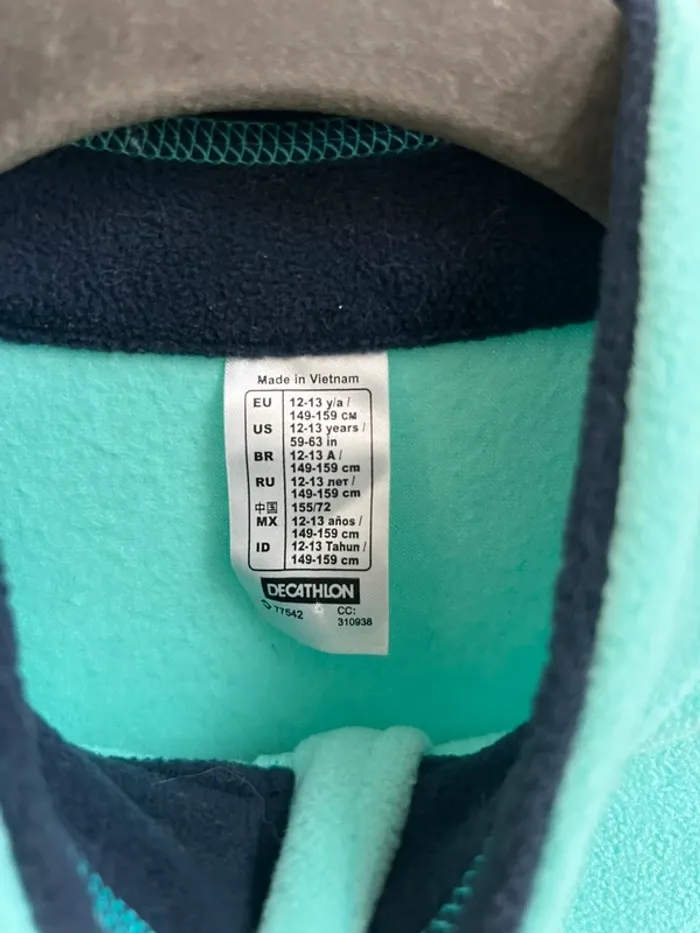 Made in Vietnam
EU 12-13 y/a /
149-159 CM
US 12-13 years /
59-63 in
BR 12-13 A /
149-159 cm
RU 12-13 лет /
149-159 cm
中国 155/72
MX 12-13 años /
149-159 cm
ID 12-13 Tahun /
149-159 cm
DECATHLON
77542 CC:
310938